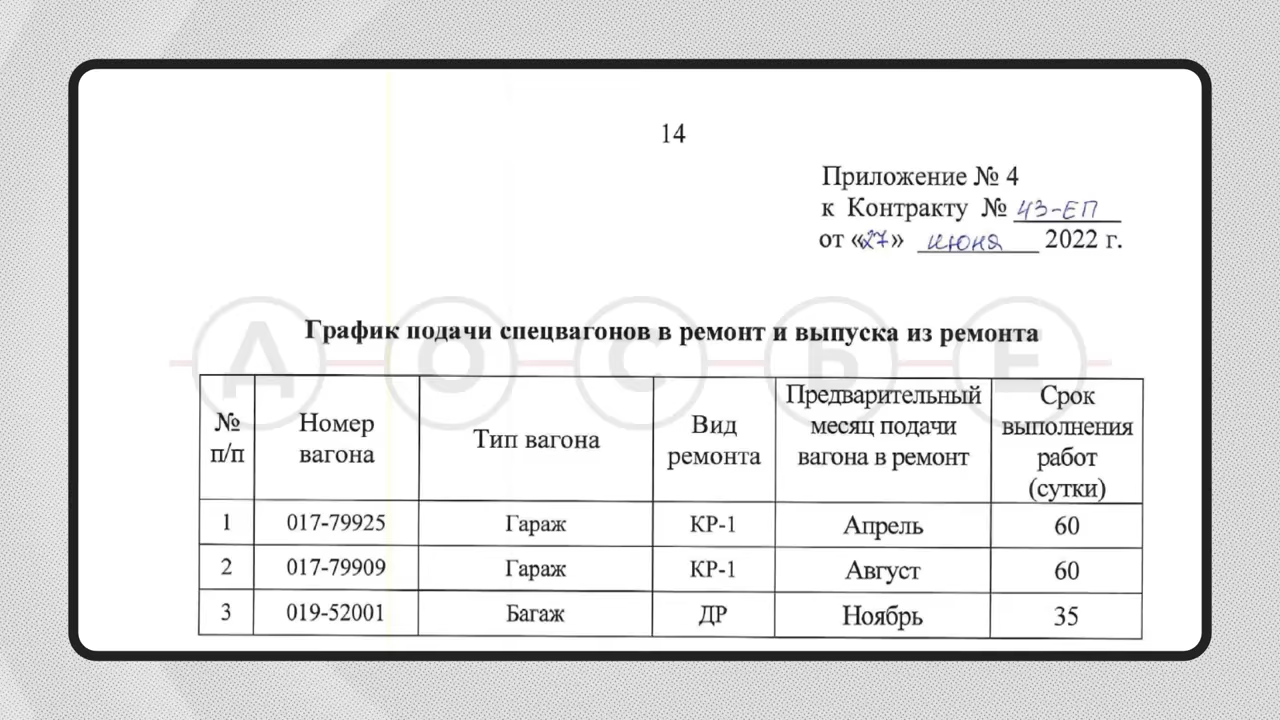 14
Приложение № 4
к Контракту № 43-ЕП
от «27» июня 2022 г.
ДОСЬЕ
График подачи спецвагонов в ремонт и выпуска из ремонта
№ п/п Номер вагона Тип вагона Вид ремонта Предварительный месяц подачи вагона в ремонт Срок выполнения работ (сутки)
1 017-79925 Гараж КР-1 Апрель 60
2 017-79909 Гараж КР-1 Август 60
3 019-52001 Багаж ДР Ноябрь 35